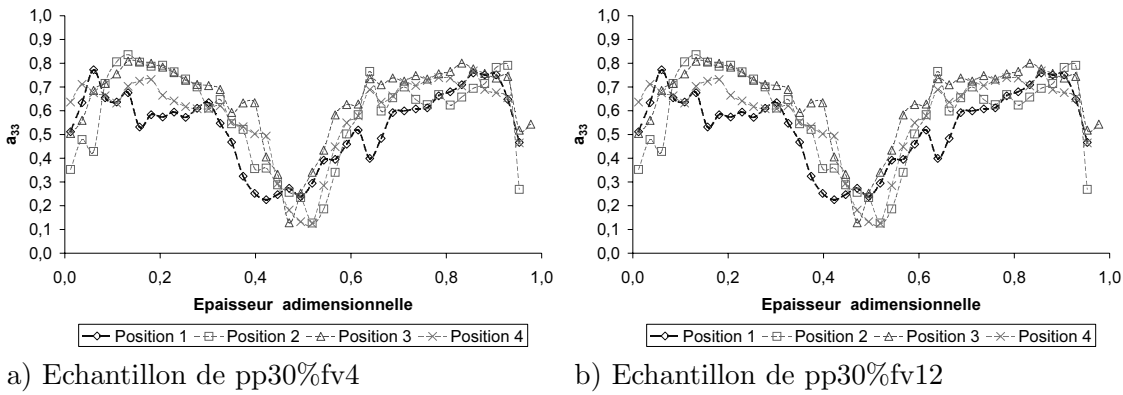 1,0
0,9
0,8
0,7
0,6
0,5
0,4
0,3
0,2
0,1
0,0
a33
0,0 0,2 0,4 0,6 0,8 1,0
Epaisseur adimensionnelle
Position 1 Position 2 Position 3 Position 4
a) Echantillon de pp30%fv4
1,0
0,9
0,8
0,7
0,6
0,5
0,4
0,3
0,2
0,1
0,0
a33
0,0 0,2 0,4 0,6 0,8 1,0
Epaisseur adimensionnelle
Position 1 Position 2 Position 3 Position 4
b) Echantillon de pp30%fv12